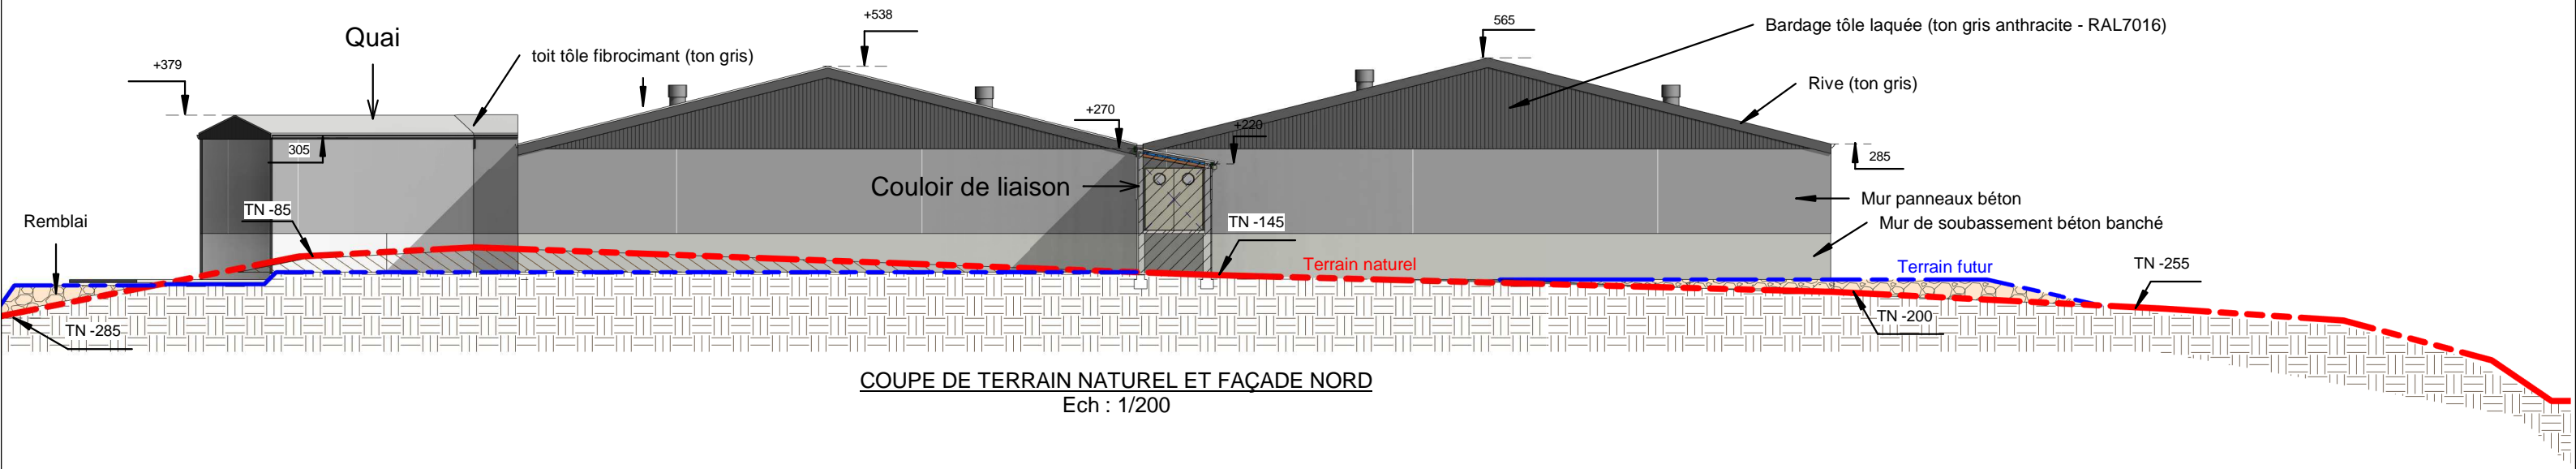 +538
565
Bardage tôle laquée (ton gris anthracite - RAL7016)
Quai
toit tôle fibrocimant (ton gris)
+379
Rive (ton gris)
+270
+220
305
285
Couloir de liaison
Mur panneaux béton
TN -85
Remblai
TN -145
Mur de soubassement béton banché
Terrain naturel
Terrain futur
TN -255
TN -285
TN -200
COUPE DE TERRAIN NATUREL ET FAÇADE NORD
Ech : 1/200